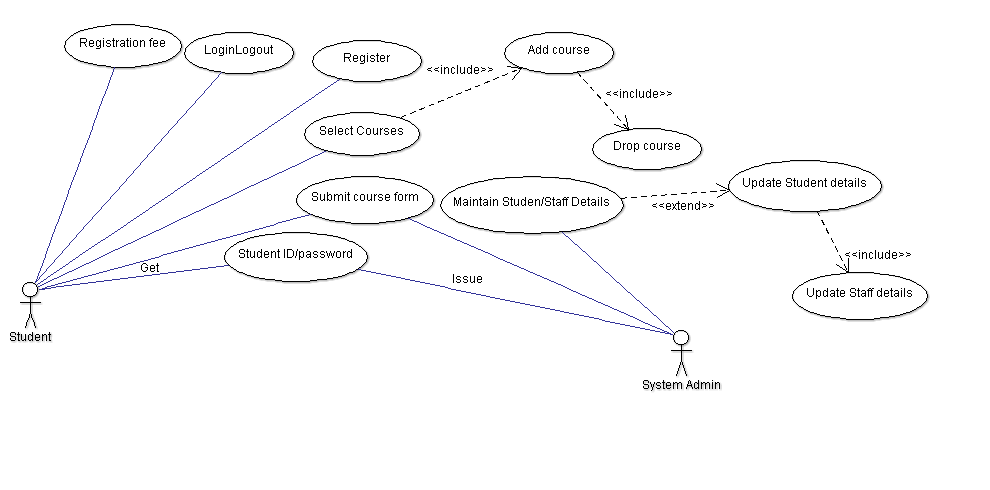 Registration fee
LoginLogout
Register
Add course
<<include>>
<<include>>
Select Courses
Drop course
Submit course form
Maintain Studen/Staff Details
Update Student details
<<extend>>
Student ID/password
Get
Issue
<<include>>
Update Staff details
Student
System Admin